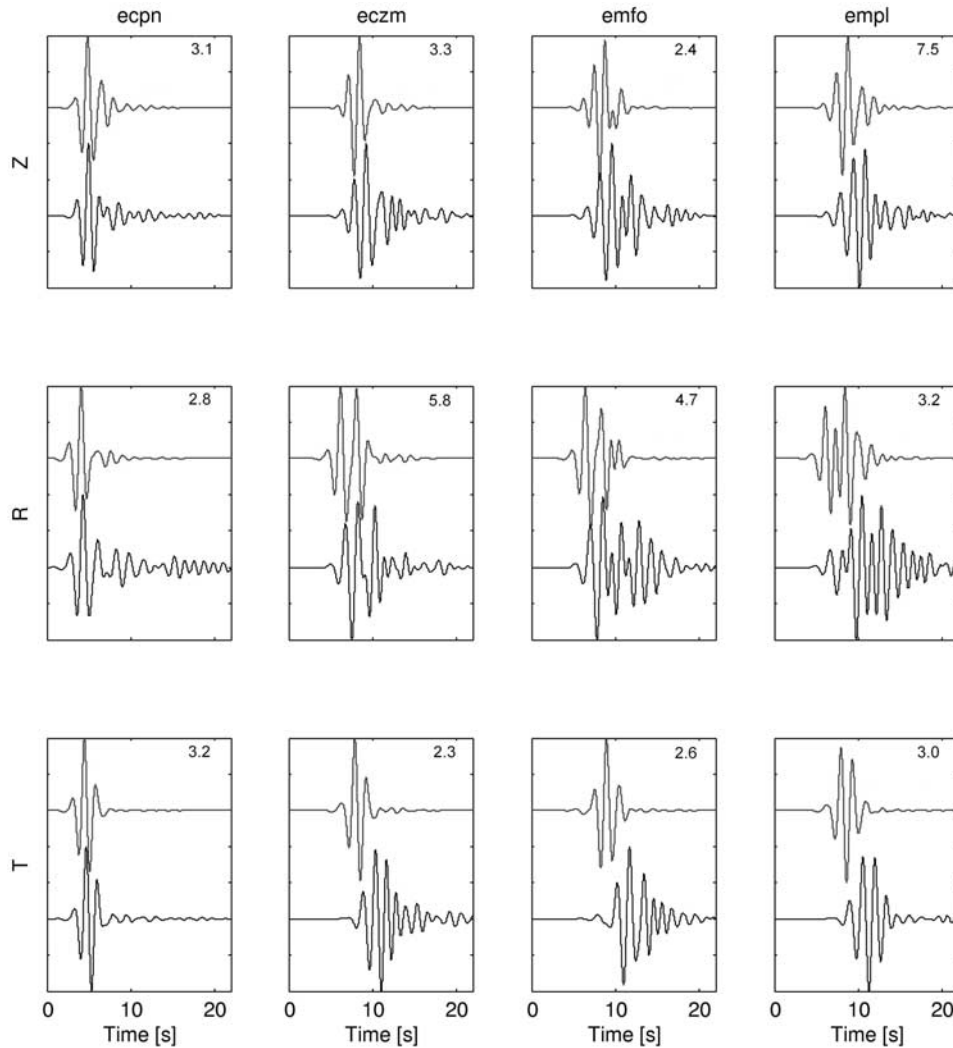 ecpn eczm emfo empl
Z 3.1 3.3 2.4 7.5
R 2.8 5.8 4.7 3.2
T 3.2 2.3 2.6 3.0
0 10 20 0 10 20 0 10 20 0 10 20
Time [s] Time [s] Time [s] Time [s]